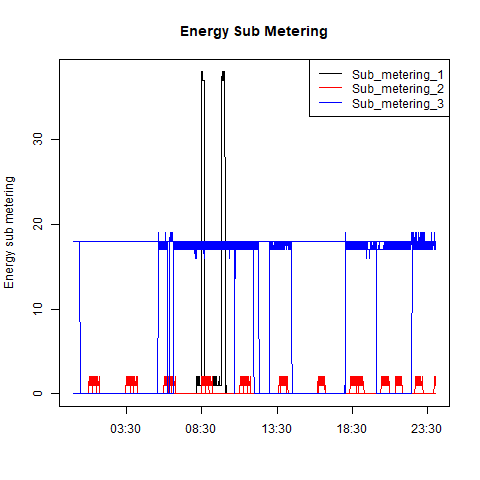 Energy Sub Metering
Sub_metering_1
Sub_metering_2
Sub_metering_3
Energy sub metering
30
20
10
0
03:30 08:30 13:30 18:30 23:30